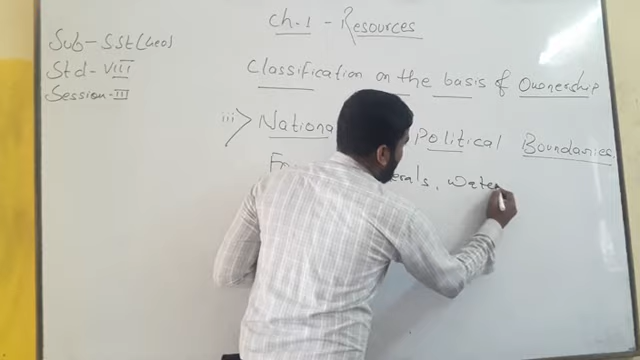 Ch.1 - Resources
Sub - SSt (Geo)
Std - VIII
Session - III
Classification on the basis of Ownership
iii> Nationa Political Boundaries.
erals, Water